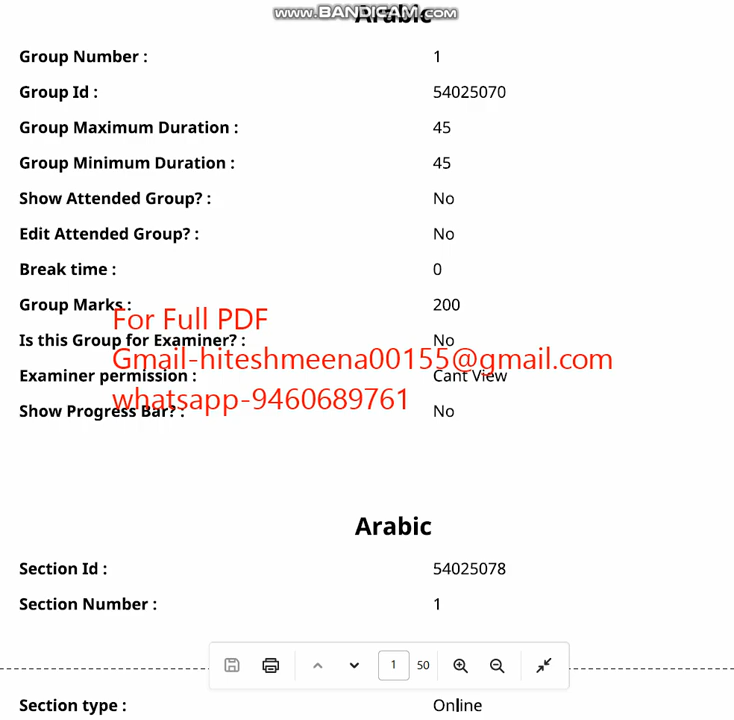 WWW.BANDICAM.COM
Arabic
Group Number : 1
Group Id : 54025070
Group Maximum Duration : 45
Group Minimum Duration : 45
Show Attended Group? : No
Edit Attended Group? : No
Break time : 0
Group Marks : 200
For Full PDF
Is this Group for Examiner? : No
Gmail-hiteshmeena00155@gmail.com
Examiner permission : Cant View
whatsapp-9460689761
Show Progress Bar? : No
Arabic
Section Id : 54025078
Section Number : 1
1 50
Section type : Online